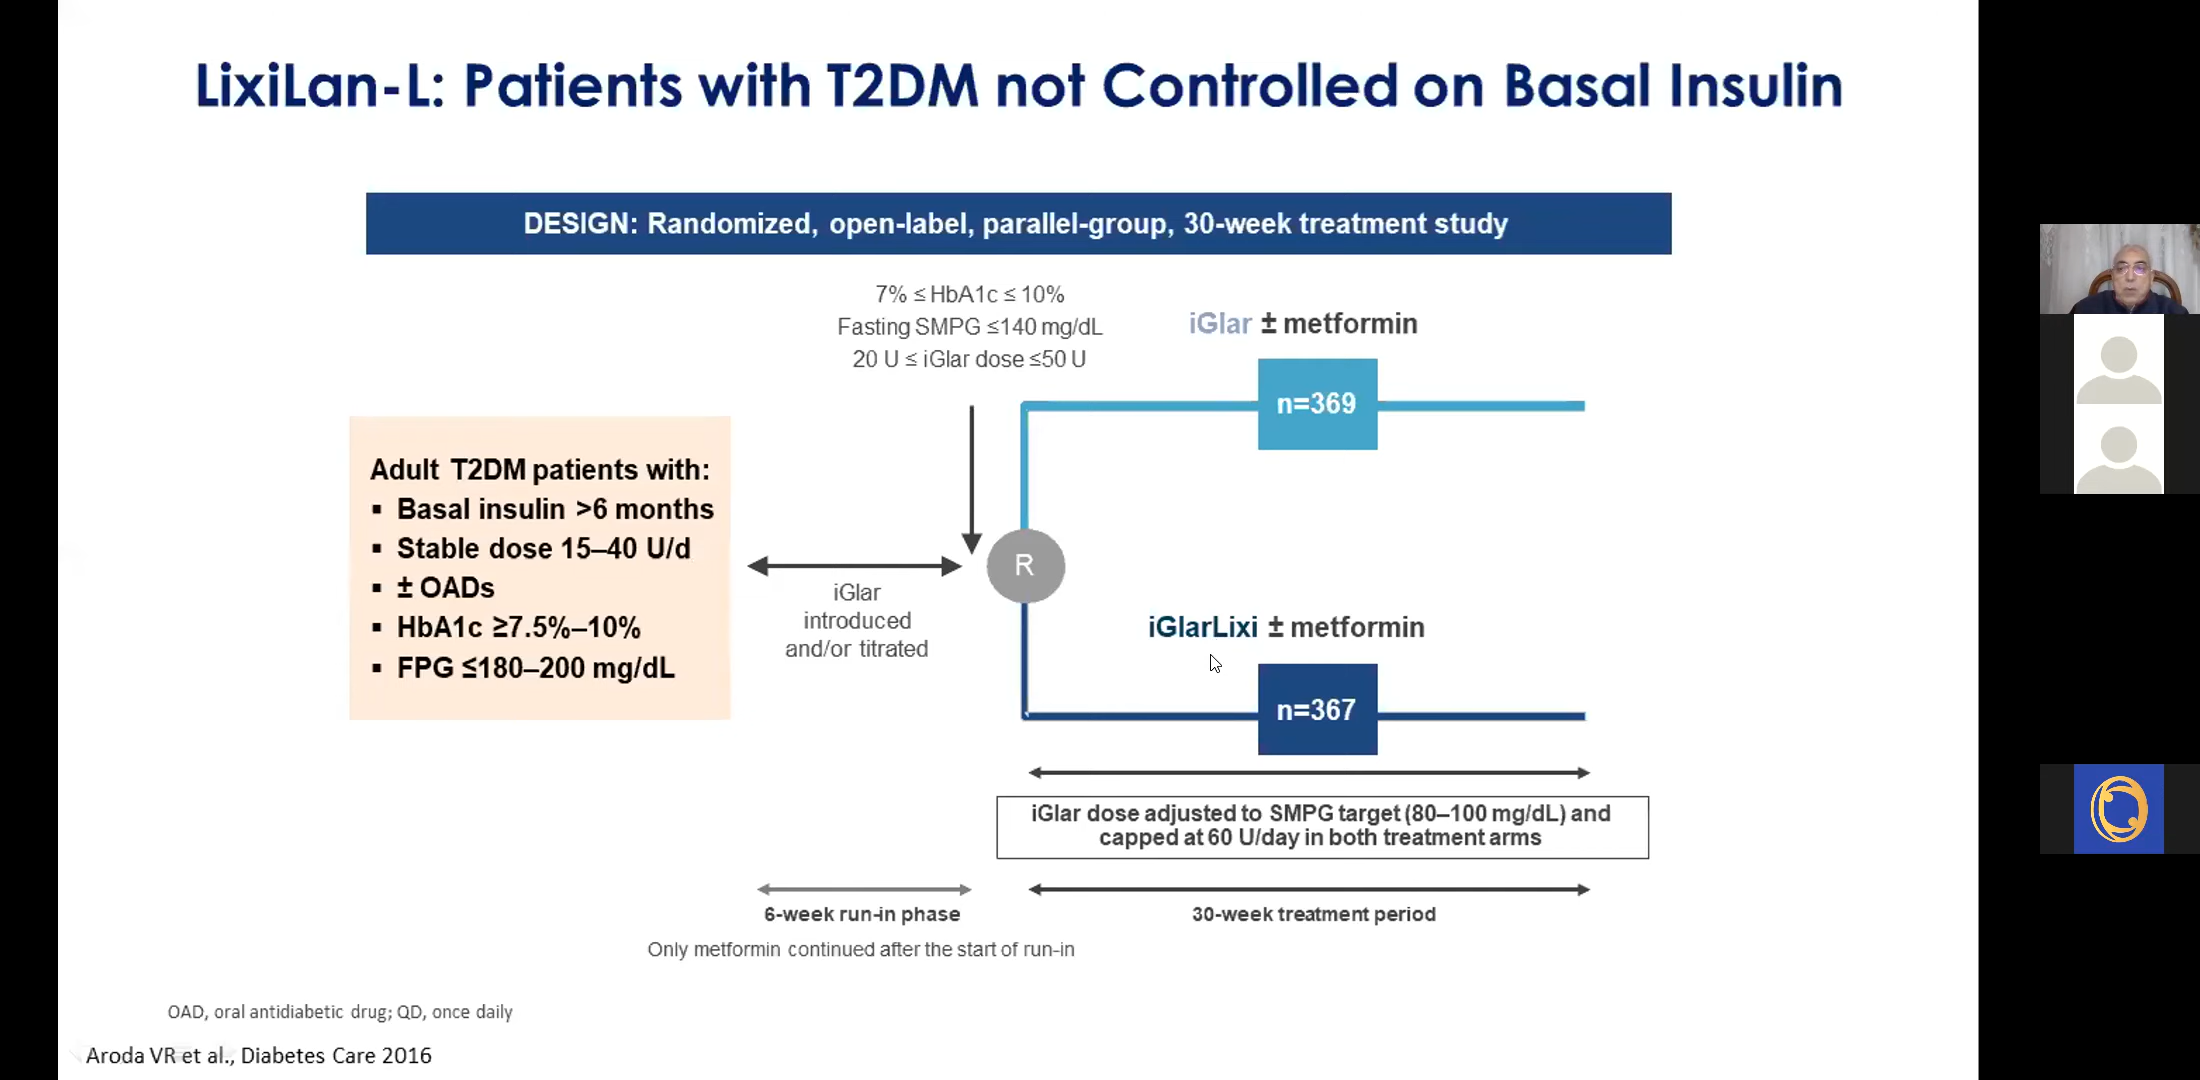 LixiLan-L: Patients with T2DM not Controlled on Basal Insulin
DESIGN: Randomized, open-label, parallel-group, 30-week treatment study
7% ≤ HbA1c ≤ 10%
Fasting SMPG ≤140 mg/dL
20 U ≤ iGlar dose ≤50 U
iGlar ± metformin
n=369
Adult T2DM patients with:
▪ Basal insulin >6 months
▪ Stable dose 15–40 U/d
▪ ± OADs
▪ HbA1c ≥7.5%–10%
▪ FPG ≤180–200 mg/dL
iGlar
introduced
and/or titrated
R
iGlarLixi ± metformin
n=367
iGlar dose adjusted to SMPG target (80–100 mg/dL) and
capped at 60 U/day in both treatment arms
6-week run-in phase
30-week treatment period
Only metformin continued after the start of run-in
OAD, oral antidiabetic drug; QD, once daily
Aroda VR et al., Diabetes Care 2016